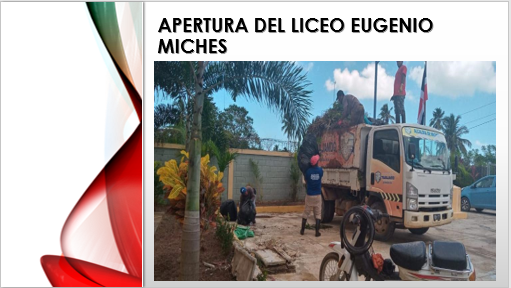 APERTURA DEL LICEO EUGENIO
MICHES